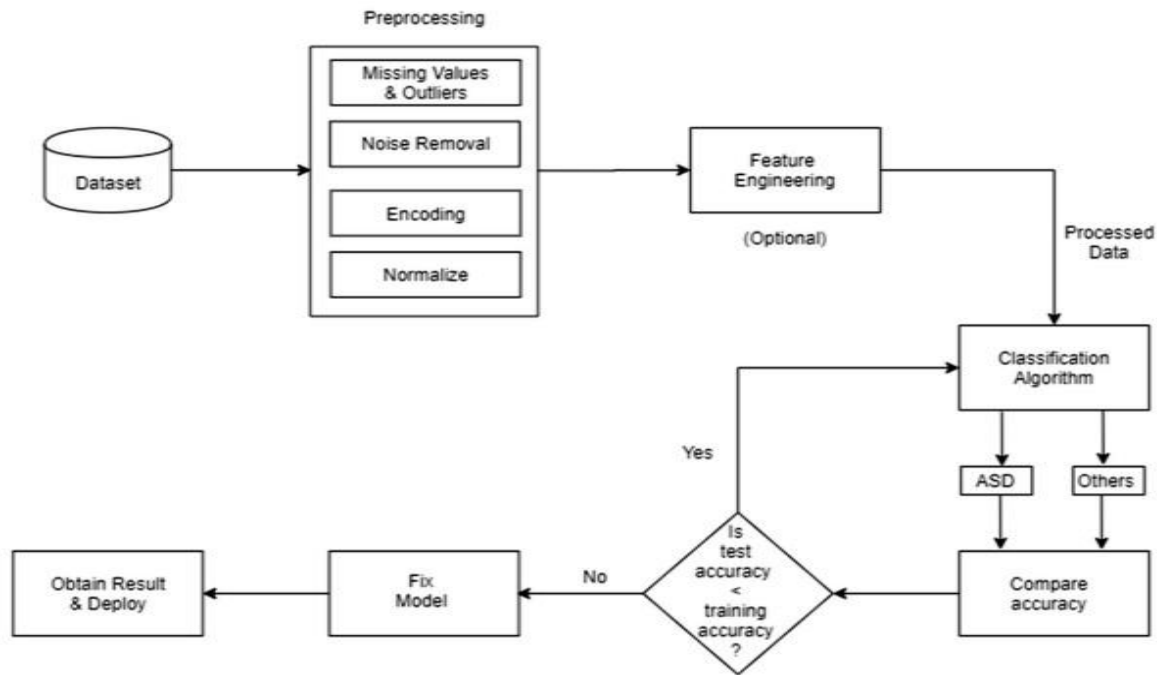 Preprocessing
Missing Values
& Outliers
Noise Removal
Encoding
Normalize
Dataset
Feature
Engineering
(Optional)
Processed
Data
Classification
Algorithm
Yes
ASD
Others
Is
test
accuracy
<
training
accuracy
?
No
Compare
accuracy
Fix
Model
Obtain Result
& Deploy